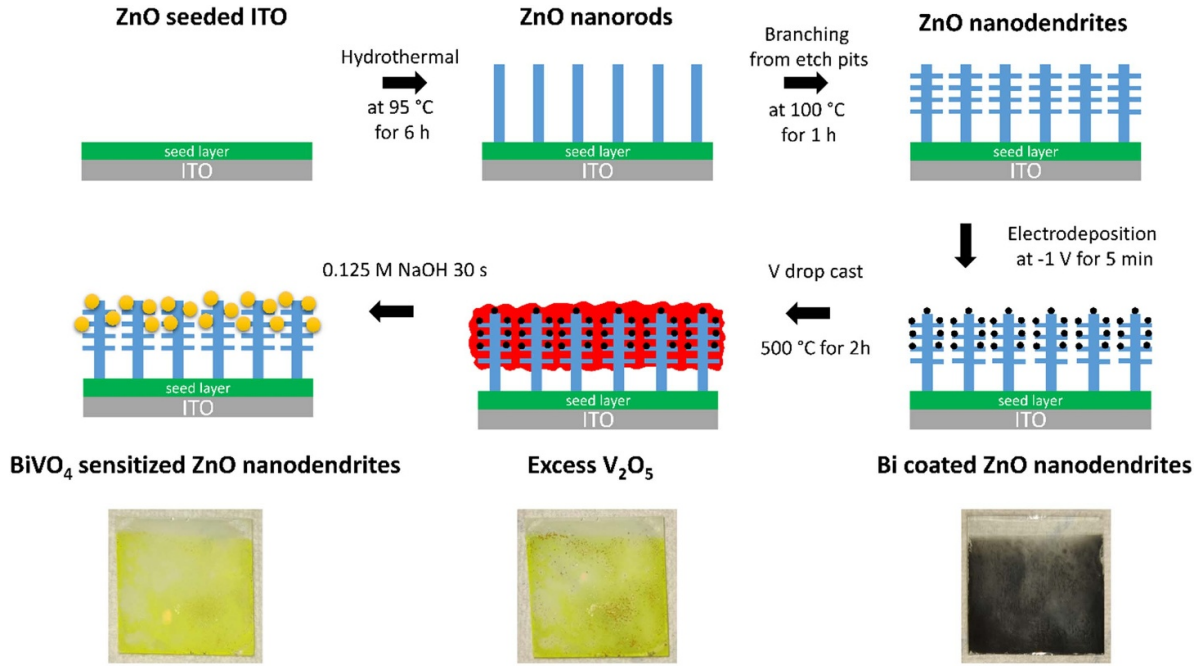 ZnO seeded ITO
Hydrothermal
at 95 °C
for 6 h
seed layer
ITO
ZnO nanorods
seed layer
ITO
Branching
from etch pits
at 100 °C
for 1 h
ZnO nanodendrites
seed layer
ITO
Electrodeposition
at -1 V for 5 min
seed layer
ITO
Bi coated ZnO nanodendrites
V drop cast
500 °C for 2h
seed layer
ITO
Excess V₂O₅
0.125 M NaOH 30 s
seed layer
ITO
BiVO₄ sensitized ZnO nanodendrites